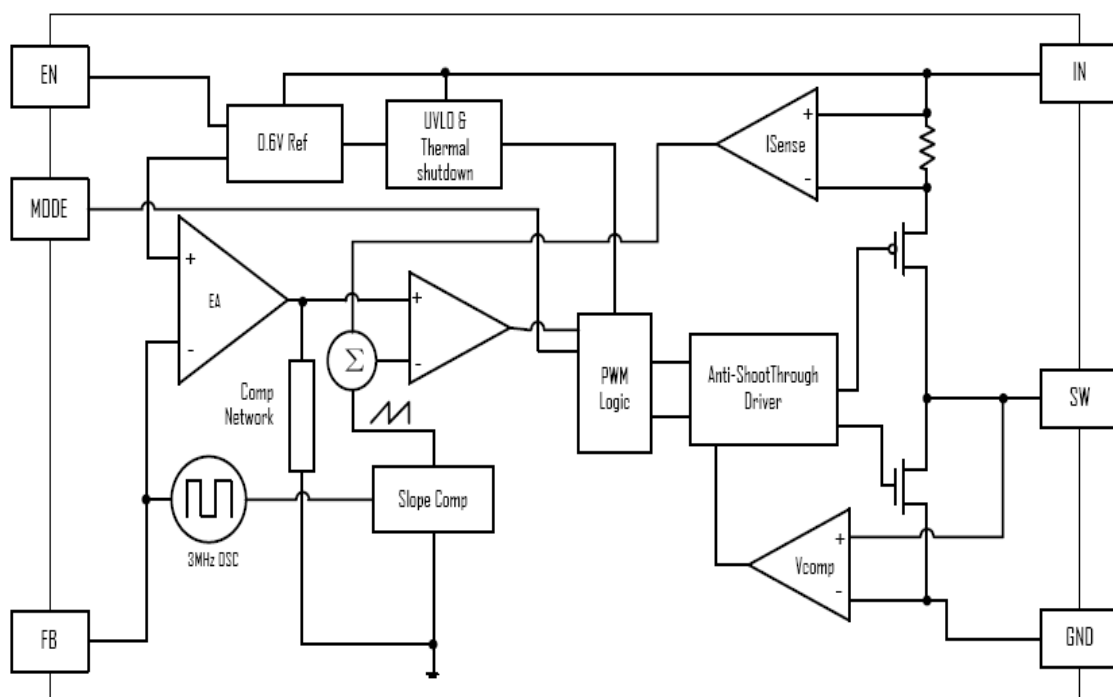 EN
IN
0.6V Ref
UVLO &
Thermal
shutdown
+
ISense
-
MODE
+
EA
-
+
Σ
-
PWM
Logic
Anti-ShootThrough
Driver
SW
Comp
Network
Slope Comp
3MHz OSC
+
Vcomp
-
FB
GND